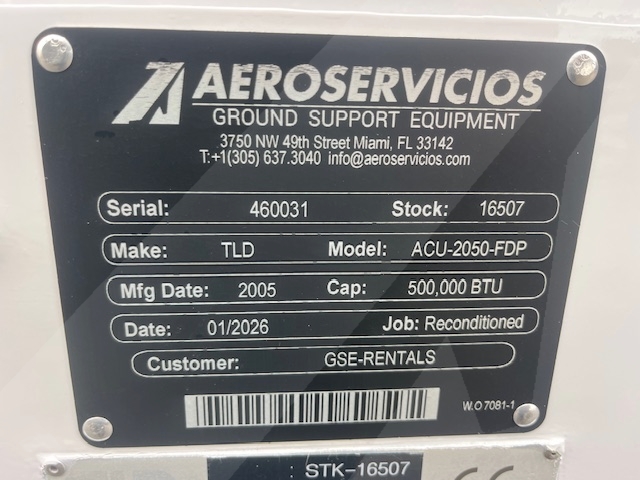 AEROSERVICIOS
GROUND SUPPORT EQUIPMENT
3750 NW 49th Street Miami, FL 33142
T:+1(305) 637.3040 info@aeroservicios.com
Serial: 460031 Stock: 16507
Make: TLD Model: ACU-2050-FDP
Mfg Date: 2005 Cap: 500,000 BTU
Date: 01/2026 Job: Reconditioned
Customer: GSE-RENTALS
W.O 7081-1
STK-16507
CE